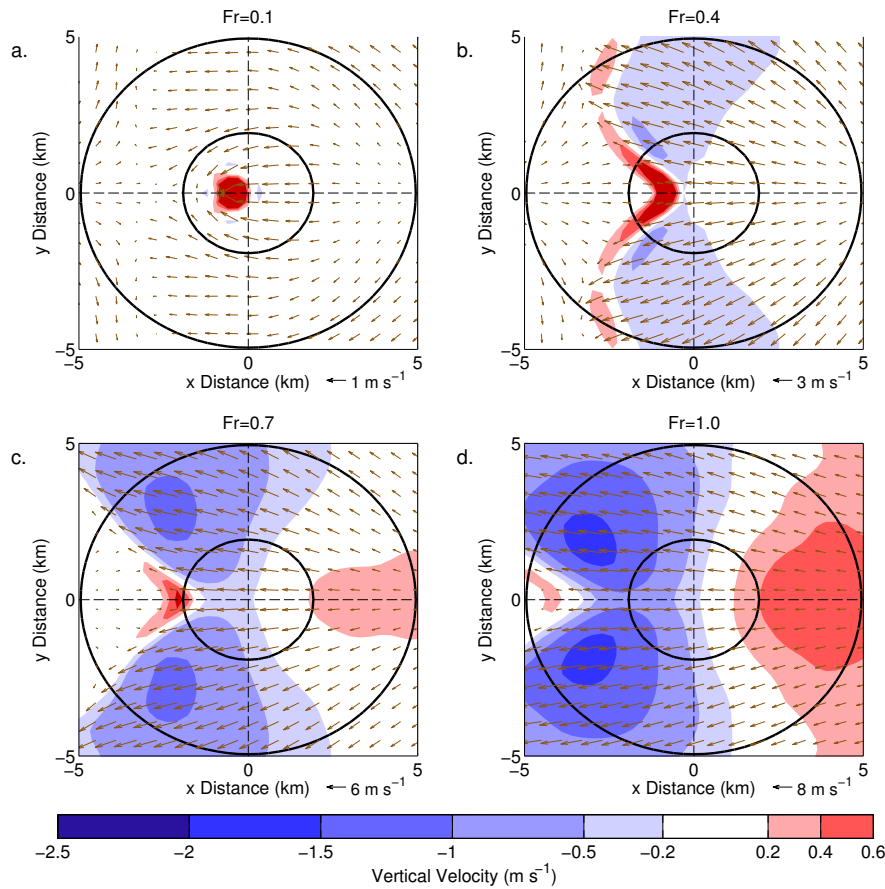 Fr=0.1
Fr=0.4
a.
b.
5
0
−5
y Distance (km)
−5 0 5
x Distance (km)
1 m s⁻¹
5
0
−5
y Distance (km)
−5 0 5
x Distance (km)
3 m s⁻¹
Fr=0.7
Fr=1.0
c.
d.
5
0
−5
y Distance (km)
−5 0 5
x Distance (km)
6 m s⁻¹
5
0
−5
y Distance (km)
−5 0 5
x Distance (km)
8 m s⁻¹
−2.5 −2 −1.5 −1 −0.5 −0.2 0.2 0.4 0.6
Vertical Velocity (m s⁻¹)